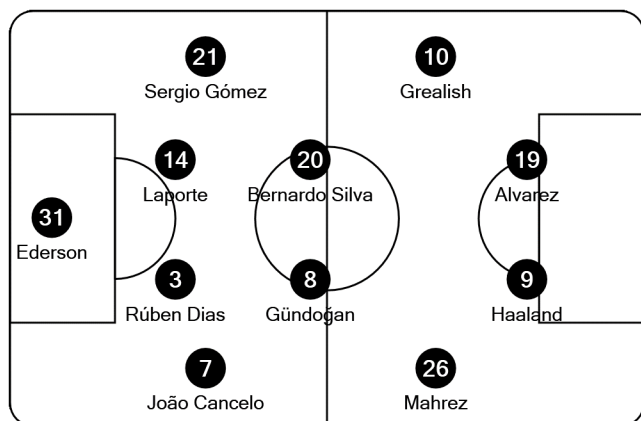 21
Sergio Gómez
10
Grealish
14
Laporte
20
Bernardo Silva
19
Alvarez
31
Ederson
3
Rúben Dias
8
Gündoğan
9
Haaland
7
João Cancelo
26
Mahrez